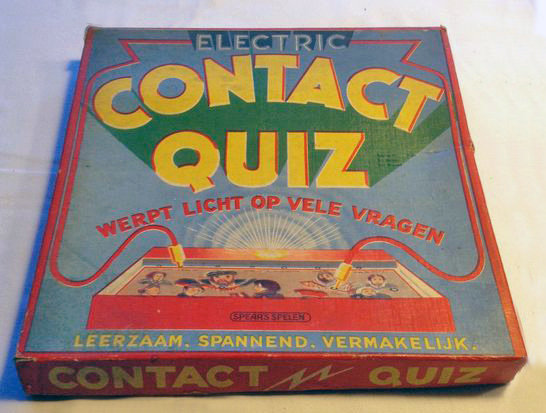 ELECTRIC
CONTACT
QUIZ
WERPT LICHT OP VELE VRAGEN
SPEAR'S SPELEN
LEERZAAM. SPANNEND. VERMAKELIJK.
CONTACT QUIZ